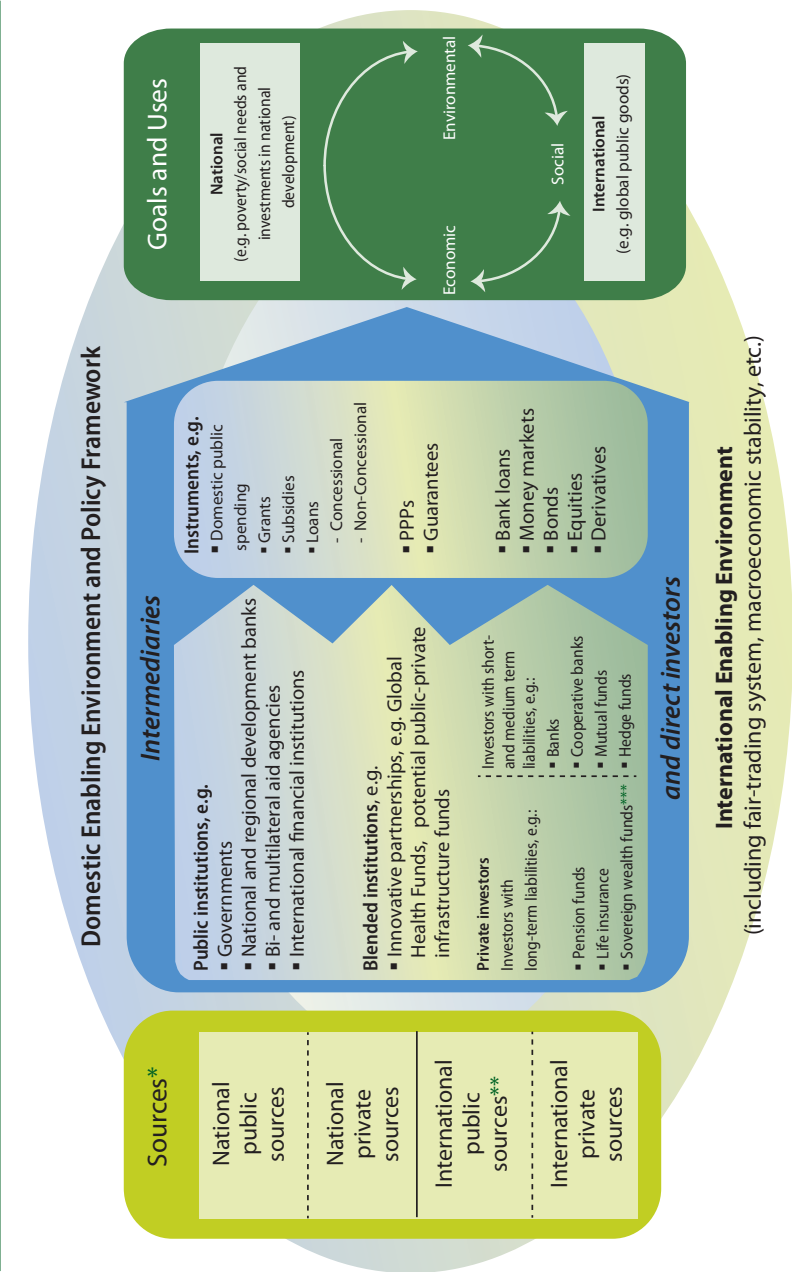 Domestic Enabling Environment and Policy Framework
Sources*
National
public
sources
National
private
sources
International
public
sources**
International
private
sources
Intermediaries
Public institutions, e.g.
▪ Governments
▪ National and regional development banks
▪ Bi- and multilateral aid agencies
▪ International financial institutions
Blended institutions, e.g.
▪ Innovative partnerships, e.g. Global
Health Funds, potential public-private
infrastructure funds
Private investors
Investors with
long-term liabilities, e.g.:
▪ Pension funds
▪ Life insurance
▪ Sovereign wealth funds***
Investors with short-
and medium term
liabilities, e.g.:
▪ Banks
▪ Cooperative banks
▪ Mutual funds
▪ Hedge funds
and direct investors
Instruments, e.g.
▪ Domestic public
spending
▪ Grants
▪ Subsidies
▪ Loans
- Concessional
- Non-Concessional
▪ PPPs
▪ Guarantees
▪ Bank loans
▪ Money markets
▪ Bonds
▪ Equities
▪ Derivatives
Goals and Uses
National
(e.g. poverty/social needs and
investments in national
development)
Economic
Environmental
Social
International
(e.g. global public goods)
International Enabling Environment
(including fair-trading system, macroeconomic stability, etc.)